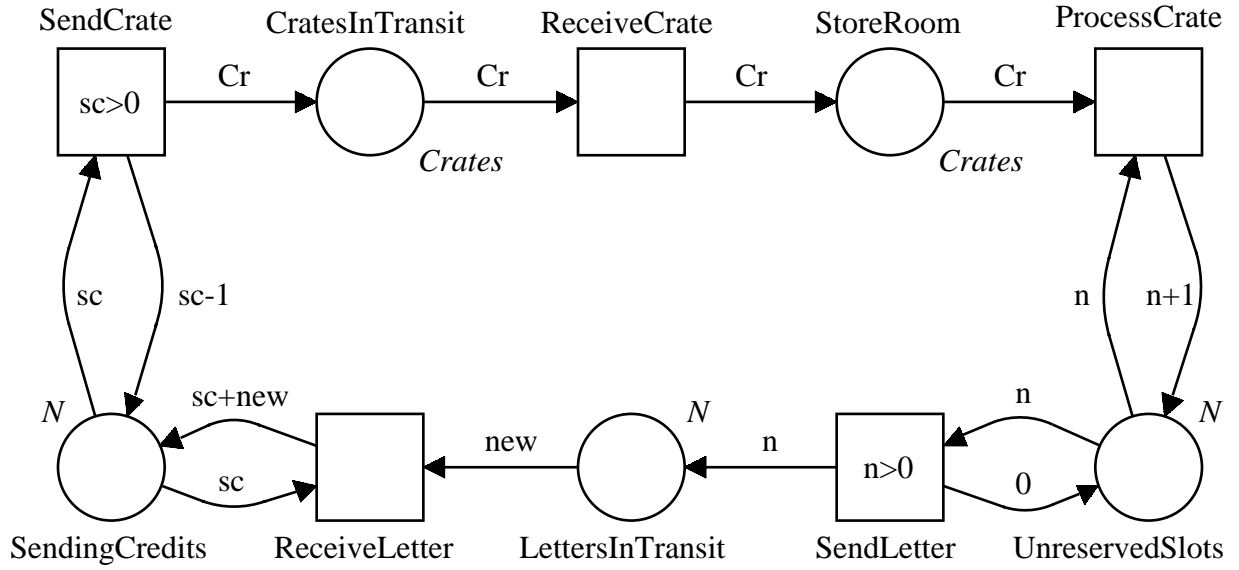 SendCrate
CratesInTransit
ReceiveCrate
StoreRoom
ProcessCrate
sc>0
Cr
Cr
Cr
Cr
Crates
Crates
sc
sc-1
n
n+1
N
sc+new
sc
new
N
n
n>0
n
0
N
SendingCredits
ReceiveLetter
LettersInTransit
SendLetter
UnreservedSlots